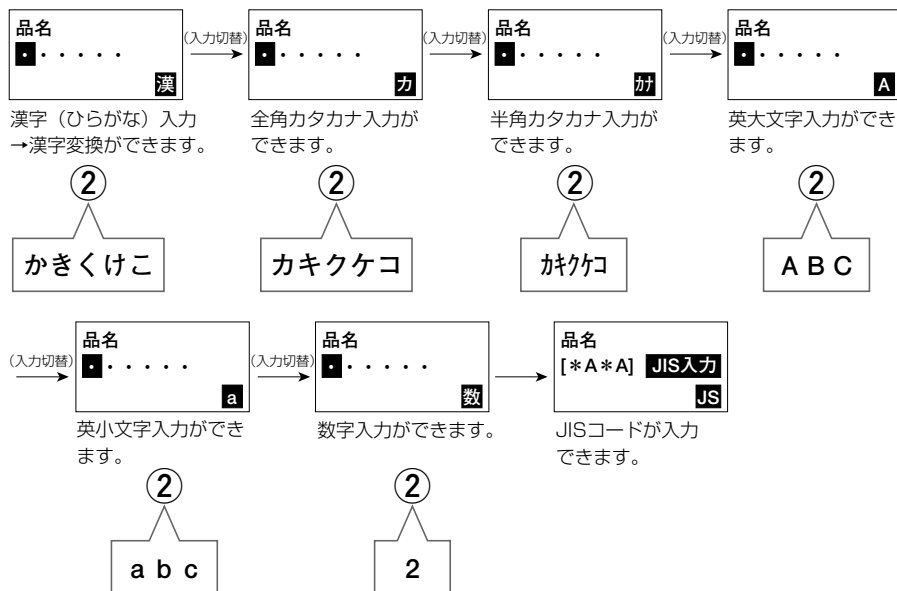 品名
・・・・・・
漢
(入力切替)
品名
・・・・・・
カ
(入力切替)
品名
・・・・・・
ｶﾅ
(入力切替)
品名
・・・・・・
A
漢字（ひらがな）入力
→漢字変換ができます。
全角カタカナ入力が
できます。
半角カタカナ入力が
できます。
英大文字入力ができ
ます。
②
②
②
②
かきくけこ
カキクケコ
ｶｷｸｹｺ
A B C
(入力切替)
品名
・・・・・・
a
(入力切替)
品名
・・・・・・
数
品名
[＊A＊A] JIS入力
JS
英小文字入力ができ
ます。
数字入力ができます。
JISコードが入力
できます。
②
②
a b c
2